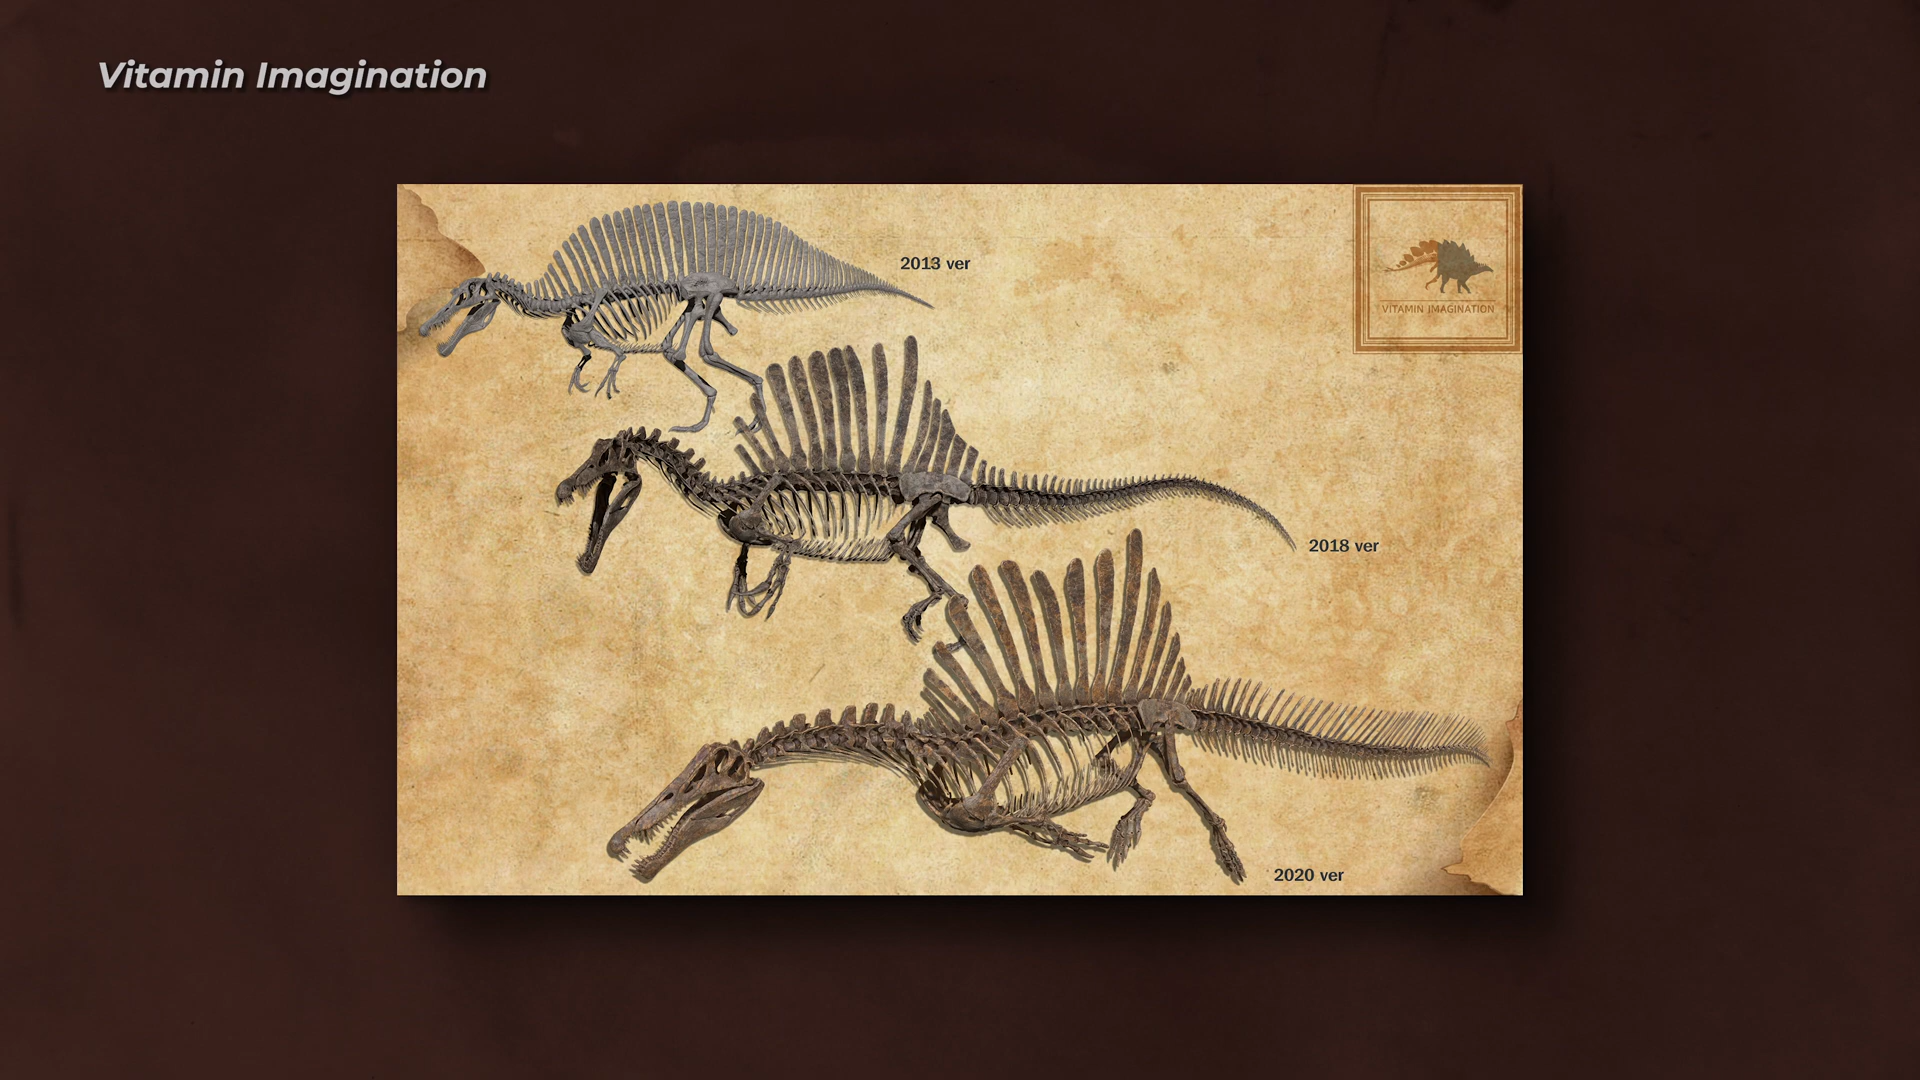 Vitamin Imagination
2013 ver
VITAMIN IMAGINATION
2018 ver
2020 ver